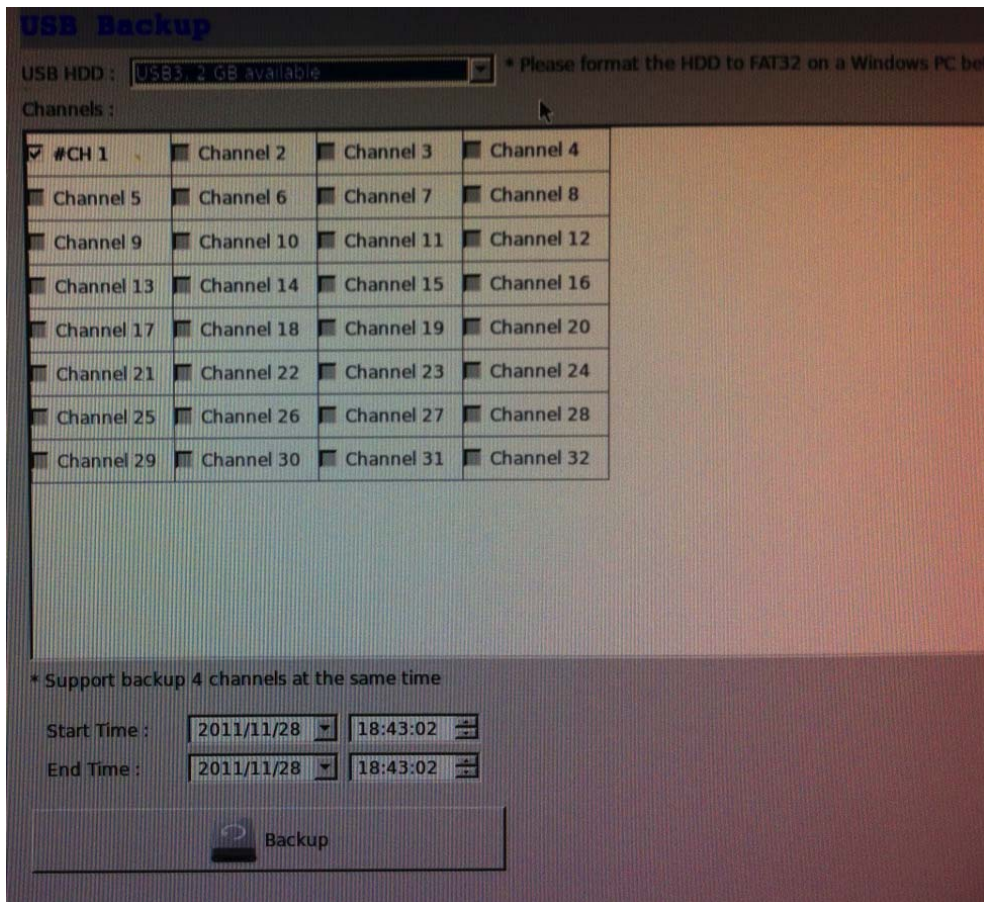 USB Backup
USB HDD : USB3, 2 GB available * Please format the HDD to FAT32 on a Windows PC be
Channels :
#CH 1 Channel 2 Channel 3 Channel 4
Channel 5 Channel 6 Channel 7 Channel 8
Channel 9 Channel 10 Channel 11 Channel 12
Channel 13 Channel 14 Channel 15 Channel 16
Channel 17 Channel 18 Channel 19 Channel 20
Channel 21 Channel 22 Channel 23 Channel 24
Channel 25 Channel 26 Channel 27 Channel 28
Channel 29 Channel 30 Channel 31 Channel 32
* Support backup 4 channels at the same time
Start Time : 2011/11/28 18:43:02
End Time : 2011/11/28 18:43:02
Backup